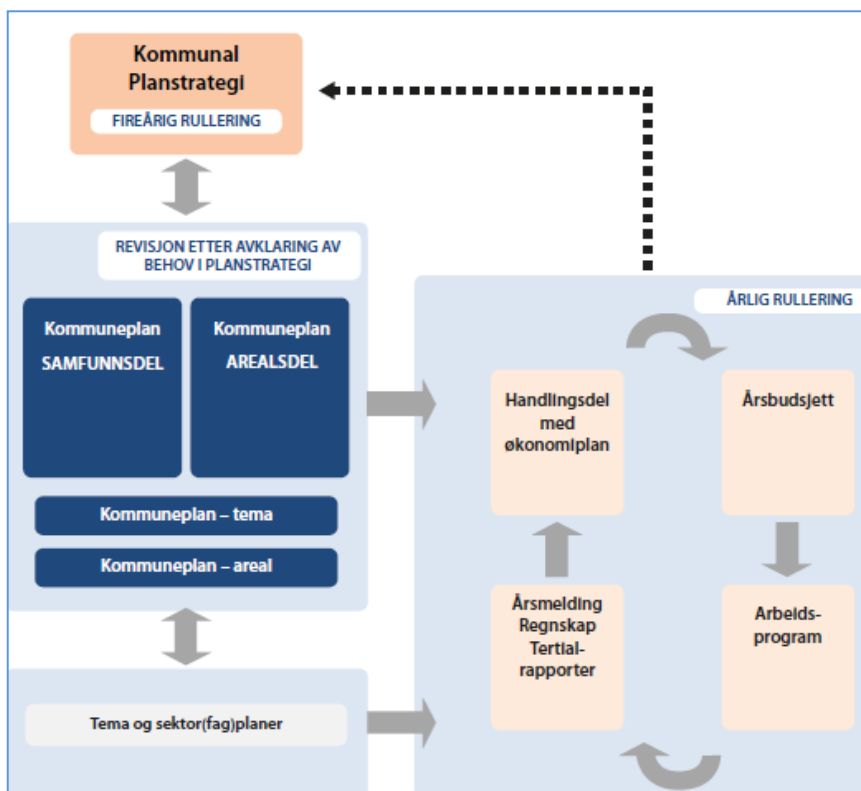 Kommunal
Planstrategi
FIREÅRIG RULLERING
REVISJON ETTER AVKLARING AV
BEHOV I PLANSTRATEGI
Kommuneplan
SAMFUNNSDEL
Kommuneplan
AREALSDEL
Kommuneplan – tema
Kommuneplan – areal
Tema og sektor(fag)planer
ÅRLIG RULLERING
Handlingsdel
med
økonomiplan
Årsbudsjett
Årsmelding
Regnskap
Tertial-
rapporter
Arbeids-
program